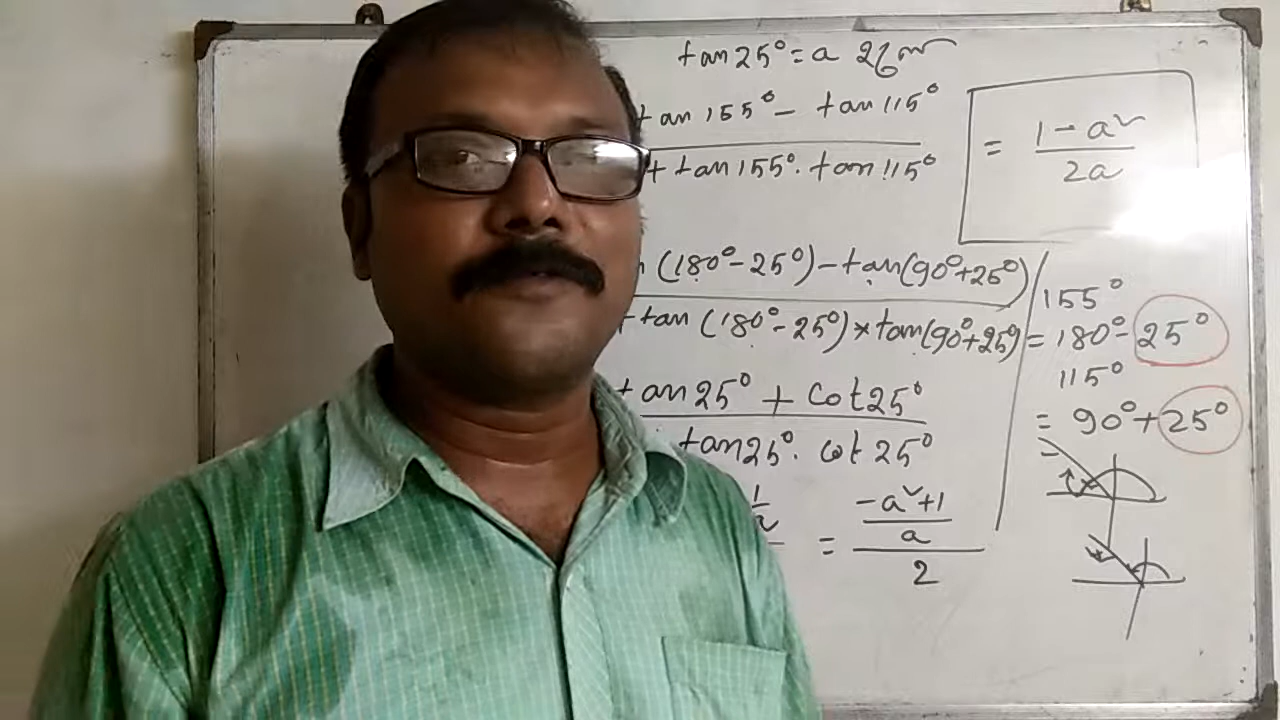 tan 25° = a হলে
tan 155° - tan 115°
+ tan 155°. tan 115°
= 1 - a²
2a
(180° - 25°) - tan(90° + 25°)
tan (180° - 25°) × tan(90° + 25°)
155°
= 180° - 25°
115°
= 90° + 25°
tan 25° + Cot 25°
tan 25°. Cot 25°
1
= -a² + 1
a
2